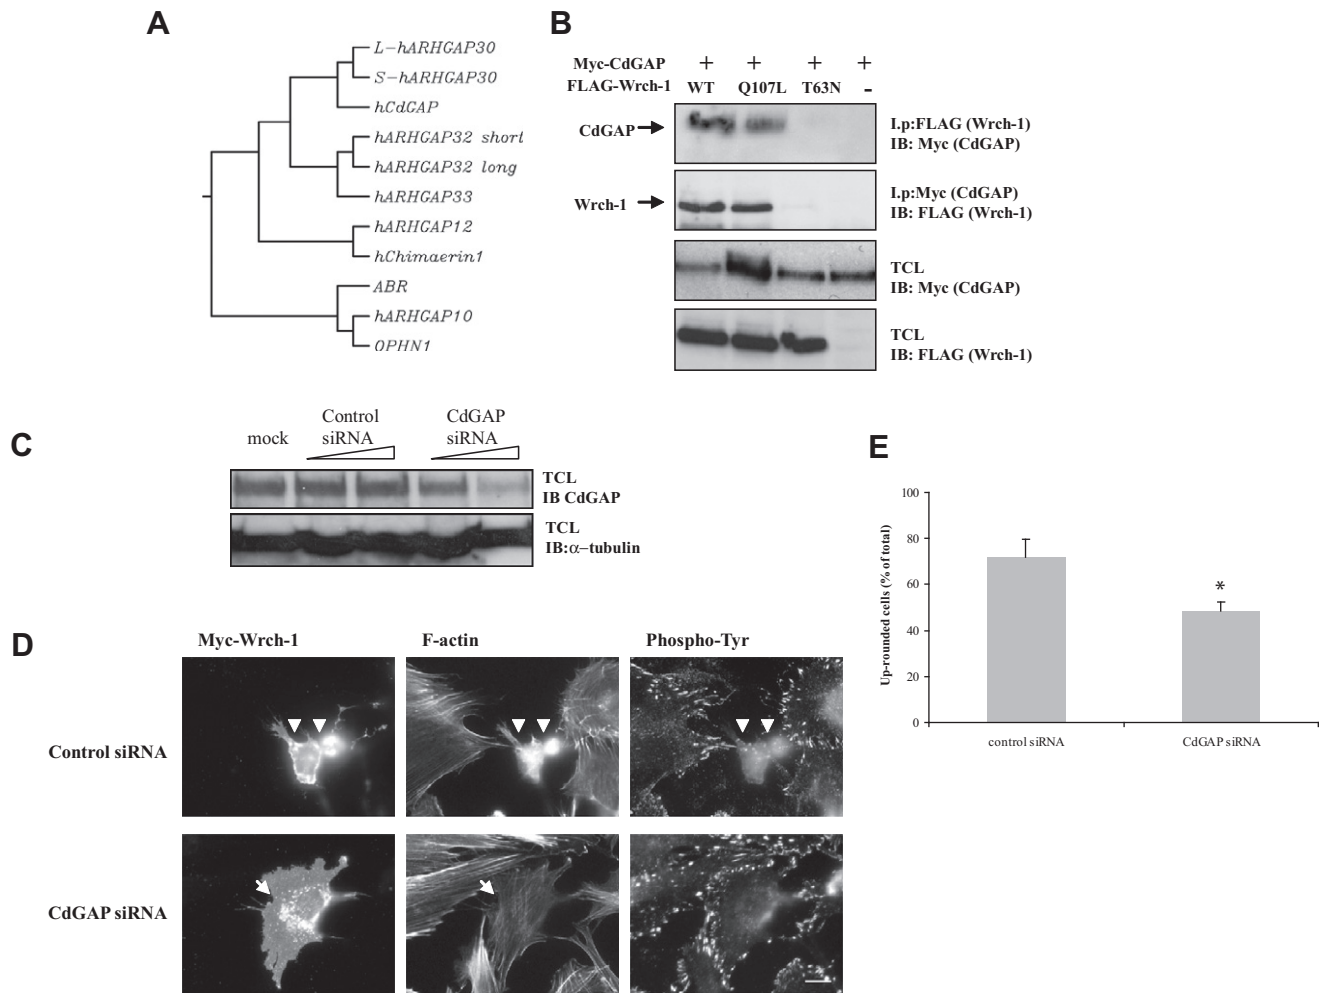 A
L-hARHGAP30
S-hARHGAP30
hCdGAP
hARHGAP32 short
hARHGAP32 long
hARHGAP33
hARHGAP12
hChimaerin1
ABR
hARHGAP10
OPHN1
B
Myc-CdGAP + + + +
FLAG-Wrch-1 WT Q107L T63N -
CdGAP
I.p:FLAG (Wrch-1)
IB: Myc (CdGAP)
Wrch-1
I.p:Myc (CdGAP)
IB: FLAG (Wrch-1)
TCL
IB: Myc (CdGAP)
TCL
IB: FLAG (Wrch-1)
C
mock
Control
siRNA
CdGAP
siRNA
TCL
IB CdGAP
TCL
IB:α-tubulin
D
Myc-Wrch-1 F-actin Phospho-Tyr
Control siRNA
CdGAP siRNA
E
Up-rounded cells (% of total)
100
80
60
40
20
0
*
control siRNA CdGAP siRNA